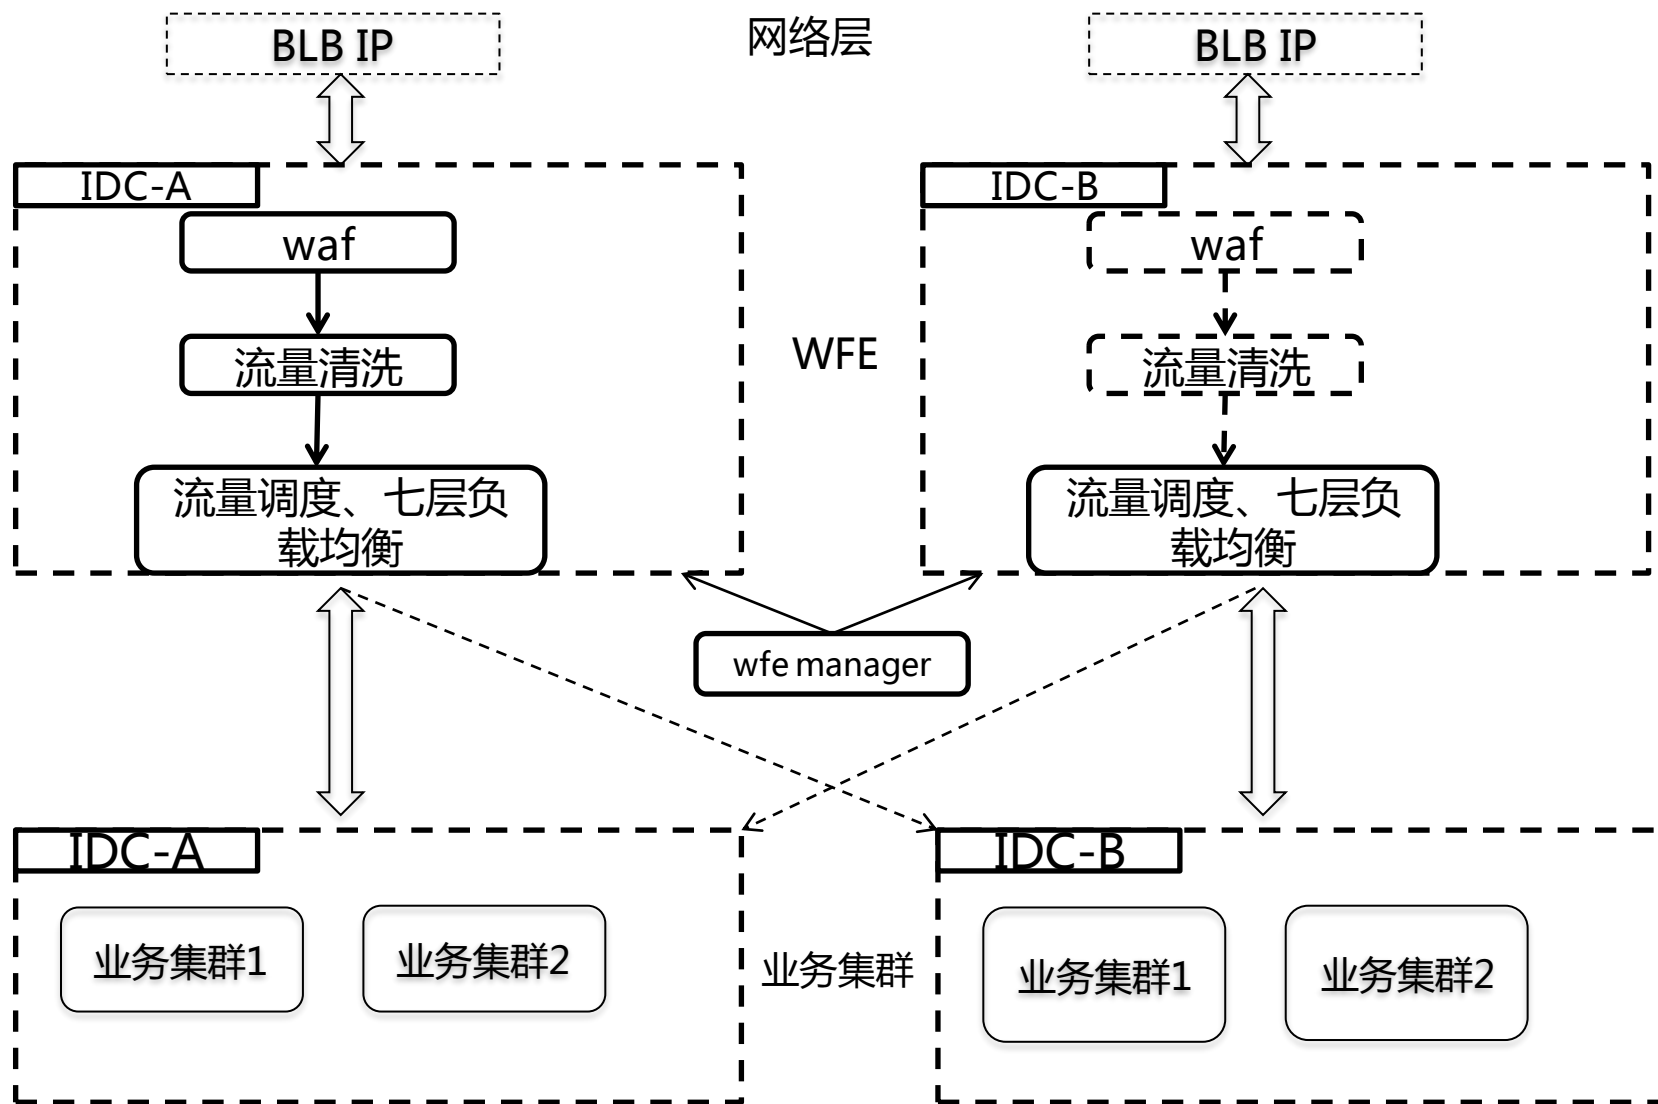 BLB IP
网络层
BLB IP
IDC-A
waf
流量清洗
流量调度、七层负
载均衡
WFE
IDC-B
waf
流量清洗
流量调度、七层负
载均衡
wfe manager
IDC-A
业务集群1
业务集群2
业务集群
IDC-B
业务集群1
业务集群2